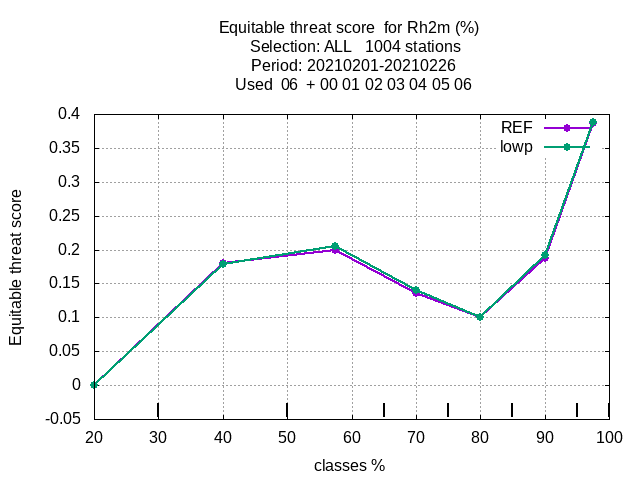 Equitable threat score  for Rh2m (%)
Selection: ALL   1004 stations
Period: 20210201-20210226
Used  06  + 00 01 02 03 04 05 06
Equitable threat score
0.4
0.35
0.3
0.25
0.2
0.15
0.1
0.05
0
-0.05
REF
lowp
20 30 40 50 60 70 80 90 100
classes %